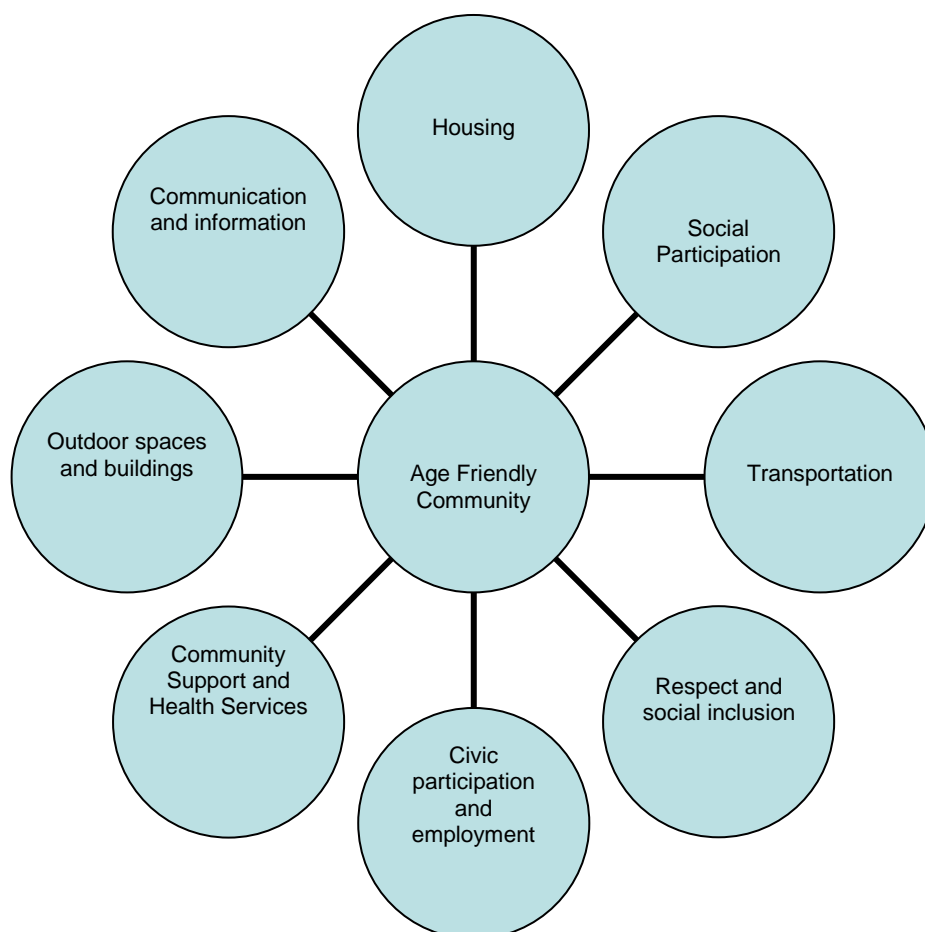 Housing
Communication
and information
Social
Participation
Outdoor spaces
and buildings
Age Friendly
Community
Transportation
Community
Support and
Health Services
Respect and
social inclusion
Civic
participation
and
employment